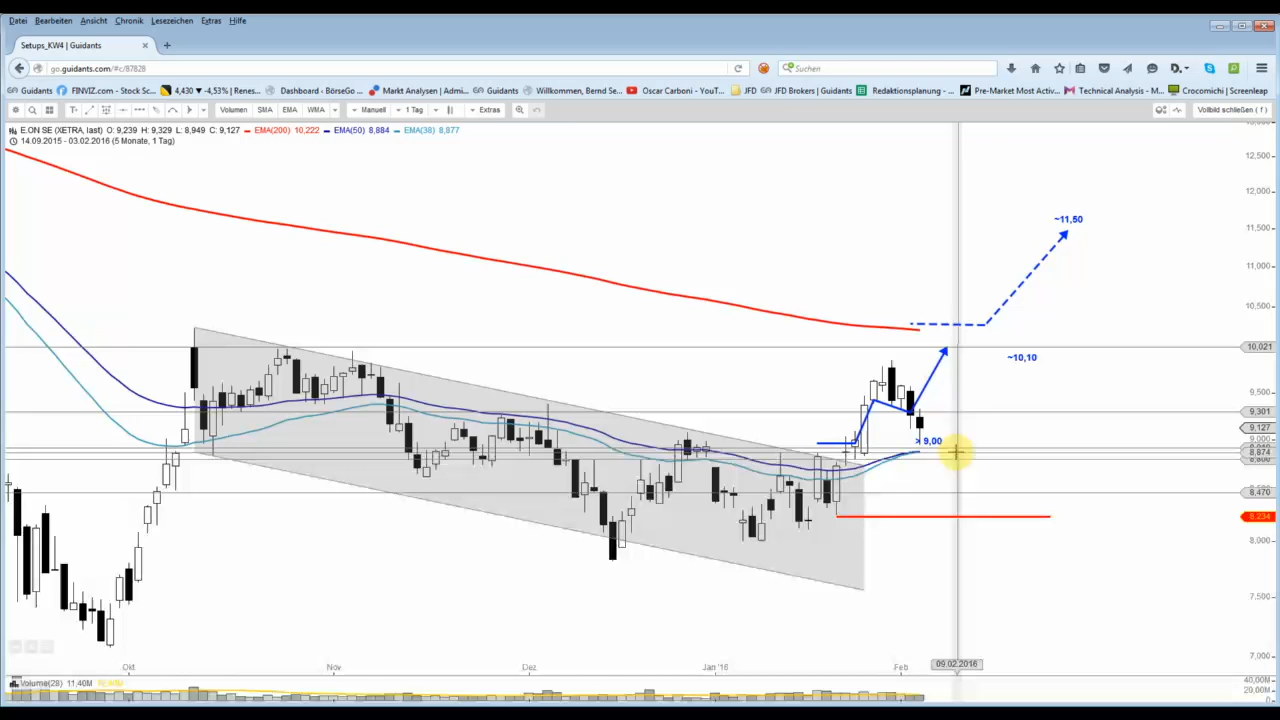 Datei Bearbeiten Ansicht Chronik Lesezeichen Extras Hilfe
Setups_KW4 | Guidants
go.guidants.com/#c/87828 Suchen
Guidants FINVIZ.com - Stock Sc... 4,430 ▼ -4,53% | Renes... Dashboard - BörseGo ... Markt Analysen | Admi... Willkommen, Bernd Se... Oscar Carboni - YouT... JFD JFD Brokers | Guidants Redaktionsplanung - ... Pre-Market Most Activ... Technical Analysis - M... Crocomichi | Screenshot
Volumen SMA EMA WMA Manuell 1 Tag Extras Vollbild schließen ( f )
E.ON SE (XETRA, last) O: 9,239 H: 9,329 L: 8,949 C: 9,127 EMA(200) 10,222 EMA(50) 8,884 EMA(38) 8,877
14.09.2015 - 03.02.2016 (5 Monate, 1 Tag)
12,500
12,000
~11,50
11,500
11,000
10,500
10,021
~10,10
9,500
9,301
9,127
> 9,00
9,000
8,874
8,470
8,234
8,000
7,500
7,000
Okt Nov Dez Jan '16 Feb 09.02.2016
Volume(28) 11,40M
40,00M
20,00M
0